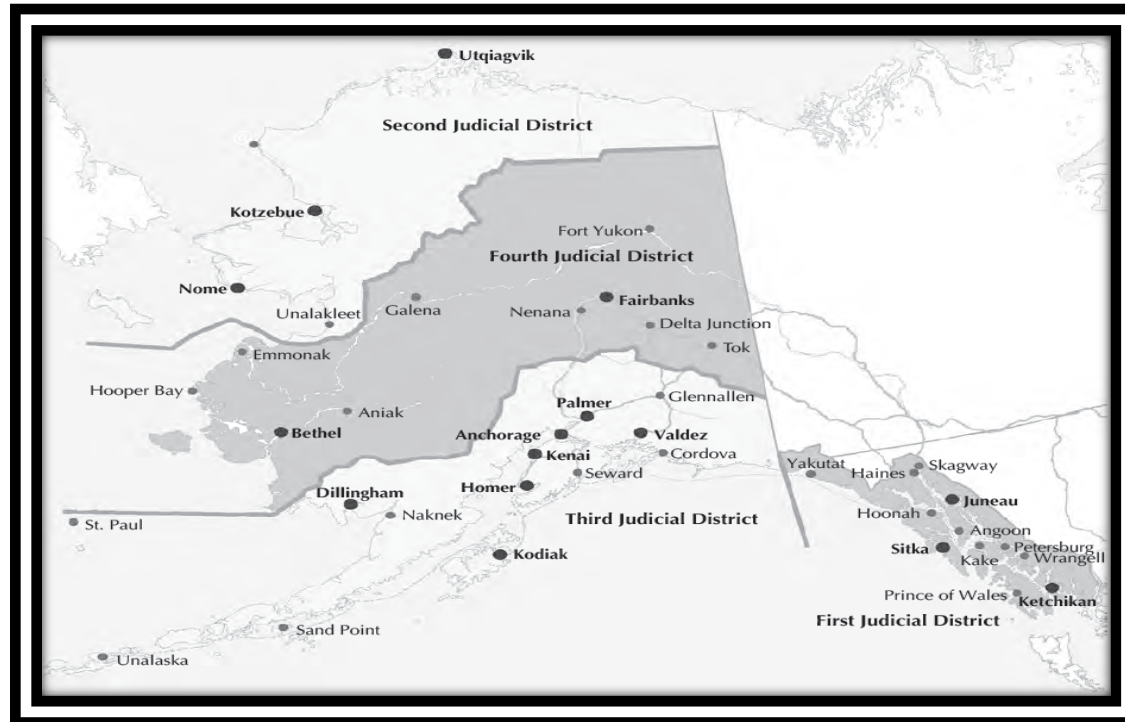 Utqiagvik
Second Judicial District
Kotzebue
Fort Yukon
Fourth Judicial District
Nome
Galena
Fairbanks
Nenana
Unalakleet
Delta Junction
Tok
Emmonak
Hooper Bay
Aniak
Glennallen
Palmer
Bethel
Anchorage
Valdez
Kenai
Cordova
Seward
Yakutat
Haines
Skagway
Homer
Dillingham
Naknek
Juneau
Hoonah
St. Paul
Third Judicial District
Angoon
Sitka
Petersburg
Kodiak
Kake
Wrangell
Prince of Wales
Ketchikan
First Judicial District
Sand Point
Unalaska